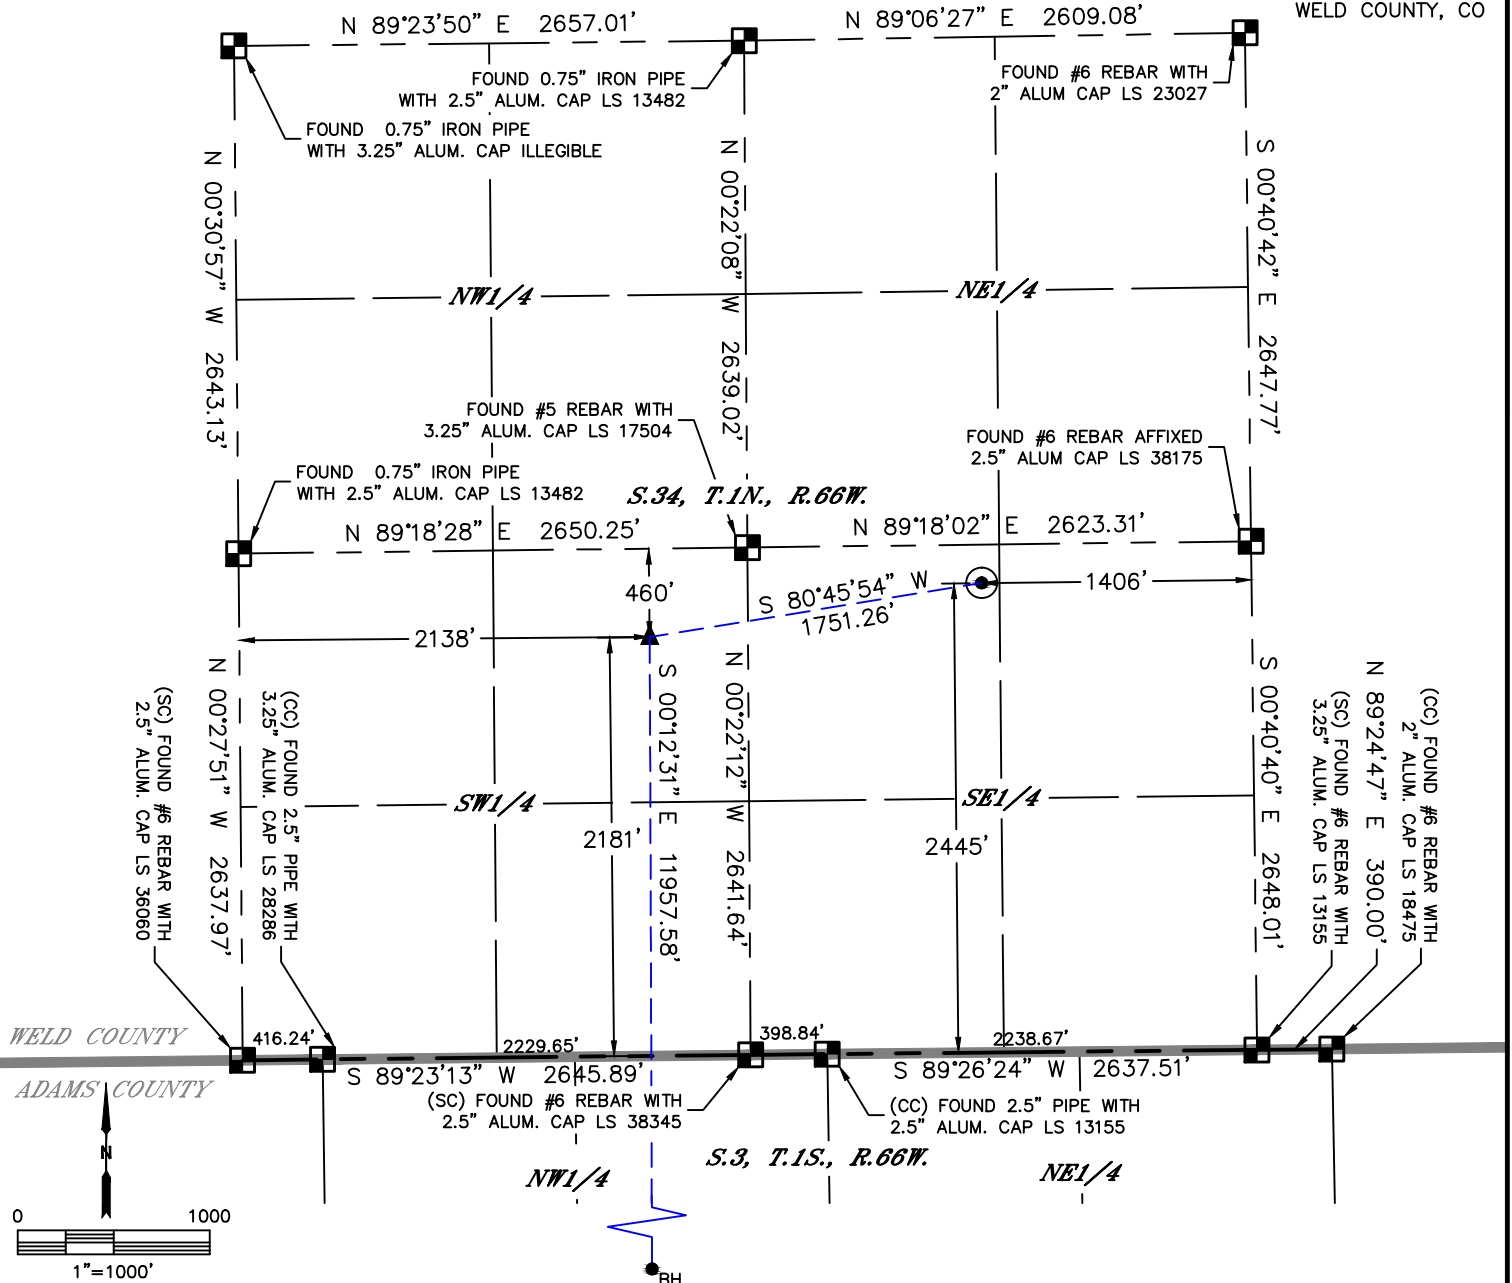 WELD COUNTY, CO
N 89°23'50" E 2657.01'
N 89°06'27" E 2609.08'
FOUND 0.75" IRON PIPE
WITH 2.5" ALUM. CAP LS 13482
FOUND #6 REBAR WITH
2" ALUM CAP LS 23027
FOUND 0.75" IRON PIPE
WITH 3.25" ALUM. CAP ILLEGIBLE
N 00°30'57" W 2643.13'
N 00°22'08" W 2639.02'
S 00°40'42" E 2647.77'
NW1/4
NE1/4
FOUND #5 REBAR WITH
3.25" ALUM. CAP LS 17504
FOUND #6 REBAR AFFIXED
2.5" ALUM CAP LS 38175
FOUND 0.75" IRON PIPE
WITH 2.5" ALUM. CAP LS 13482
S.34, T.1N., R.66W.
N 89°18'28" E 2650.25'
N 89°18'02" E 2623.31'
460'
S 80°45'54" W
1751.26'
1406'
2138'
(SC) FOUND #6 REBAR WITH
2.5" ALUM. CAP LS 36060
N 00°27'51" W 2637.97'
(CC) FOUND 2.5" PIPE WITH
3.25" ALUM. CAP LS 28286
S 00°12'31" E 11957.58'
N 00°22'12" W 2641.64'
S 00°40'40" E 2648.01'
(SC) FOUND #6 REBAR WITH
3.25" ALUM. CAP LS 13155
N 89°24'47" E 390.00'
(CC) FOUND #6 REBAR WITH
2" ALUM. CAP LS 18475
SW1/4
SE1/4
2181'
2445'
WELD COUNTY
416.24'
2229.65'
398.84'
2238.67'
ADAMS COUNTY
S 89°23'13" W 2645.89'
S 89°26'24" W 2637.51'
(SC) FOUND #6 REBAR WITH
2.5" ALUM. CAP LS 38345
(CC) FOUND 2.5" PIPE WITH
2.5" ALUM. CAP LS 13155
S.3, T.1S., R.66W.
N
NW1/4
NE1/4
0 1000
1"=1000'
BH